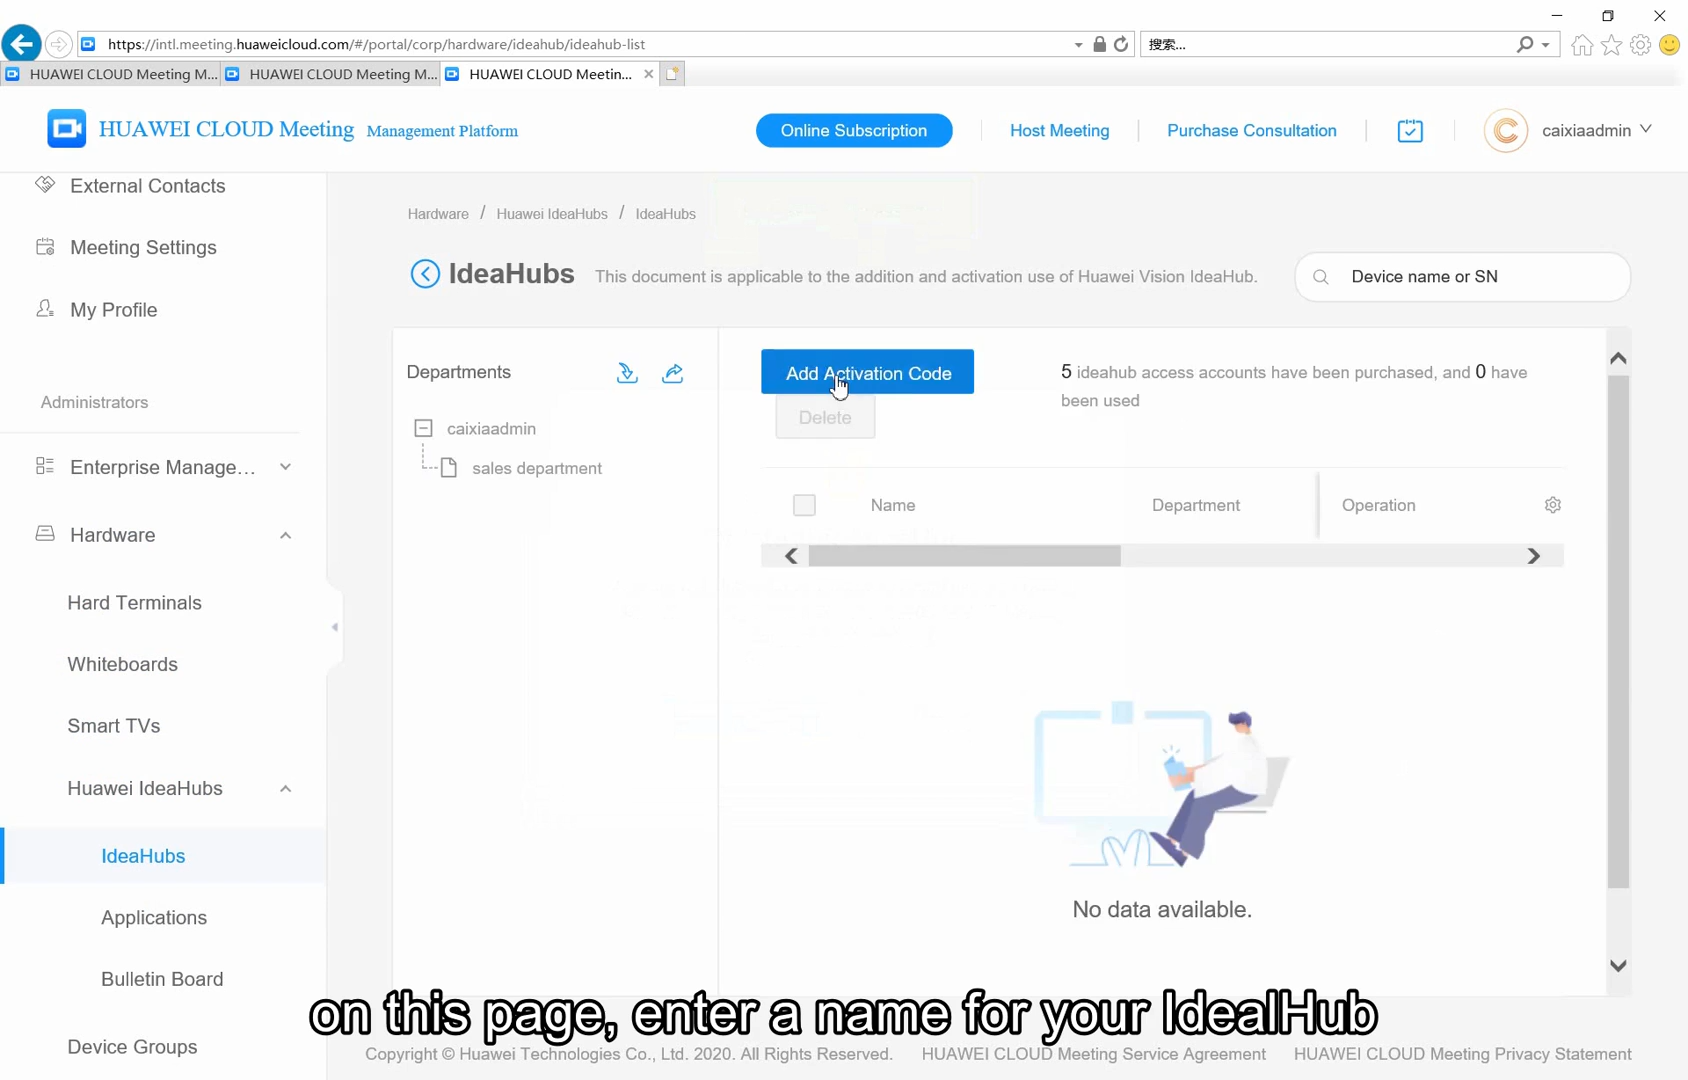 https://intl.meeting.huaweicloud.com/#/portal/corp/hardware/ideahub/ideahub-list
搜索...
HUAWEI CLOUD Meeting M...
HUAWEI CLOUD Meeting M...
HUAWEI CLOUD Meetin...
HUAWEI CLOUD Meeting Management Platform
Online Subscription
Host Meeting
Purchase Consultation
caixiaadmin
External Contacts
Meeting Settings
My Profile
Administrators
Enterprise Manage...
Hardware
Hard Terminals
Whiteboards
Smart TVs
Huawei IdeaHubs
IdeaHubs
Applications
Bulletin Board
Device Groups
Hardware / Huawei IdeaHubs / IdeaHubs
IdeaHubs
This document is applicable to the addition and activation use of Huawei Vision IdeaHub.
Device name or SN
Departments
caixiaadmin
sales department
Add Activation Code
Delete
5 ideahub access accounts have been purchased, and 0 have
been used
Name
Department
Operation
No data available.
on this page, enter a name for your IdealHub
Copyright © Huawei Technologies Co., Ltd. 2020. All Rights Reserved.
HUAWEI CLOUD Meeting Service Agreement
HUAWEI CLOUD Meeting Privacy Statement